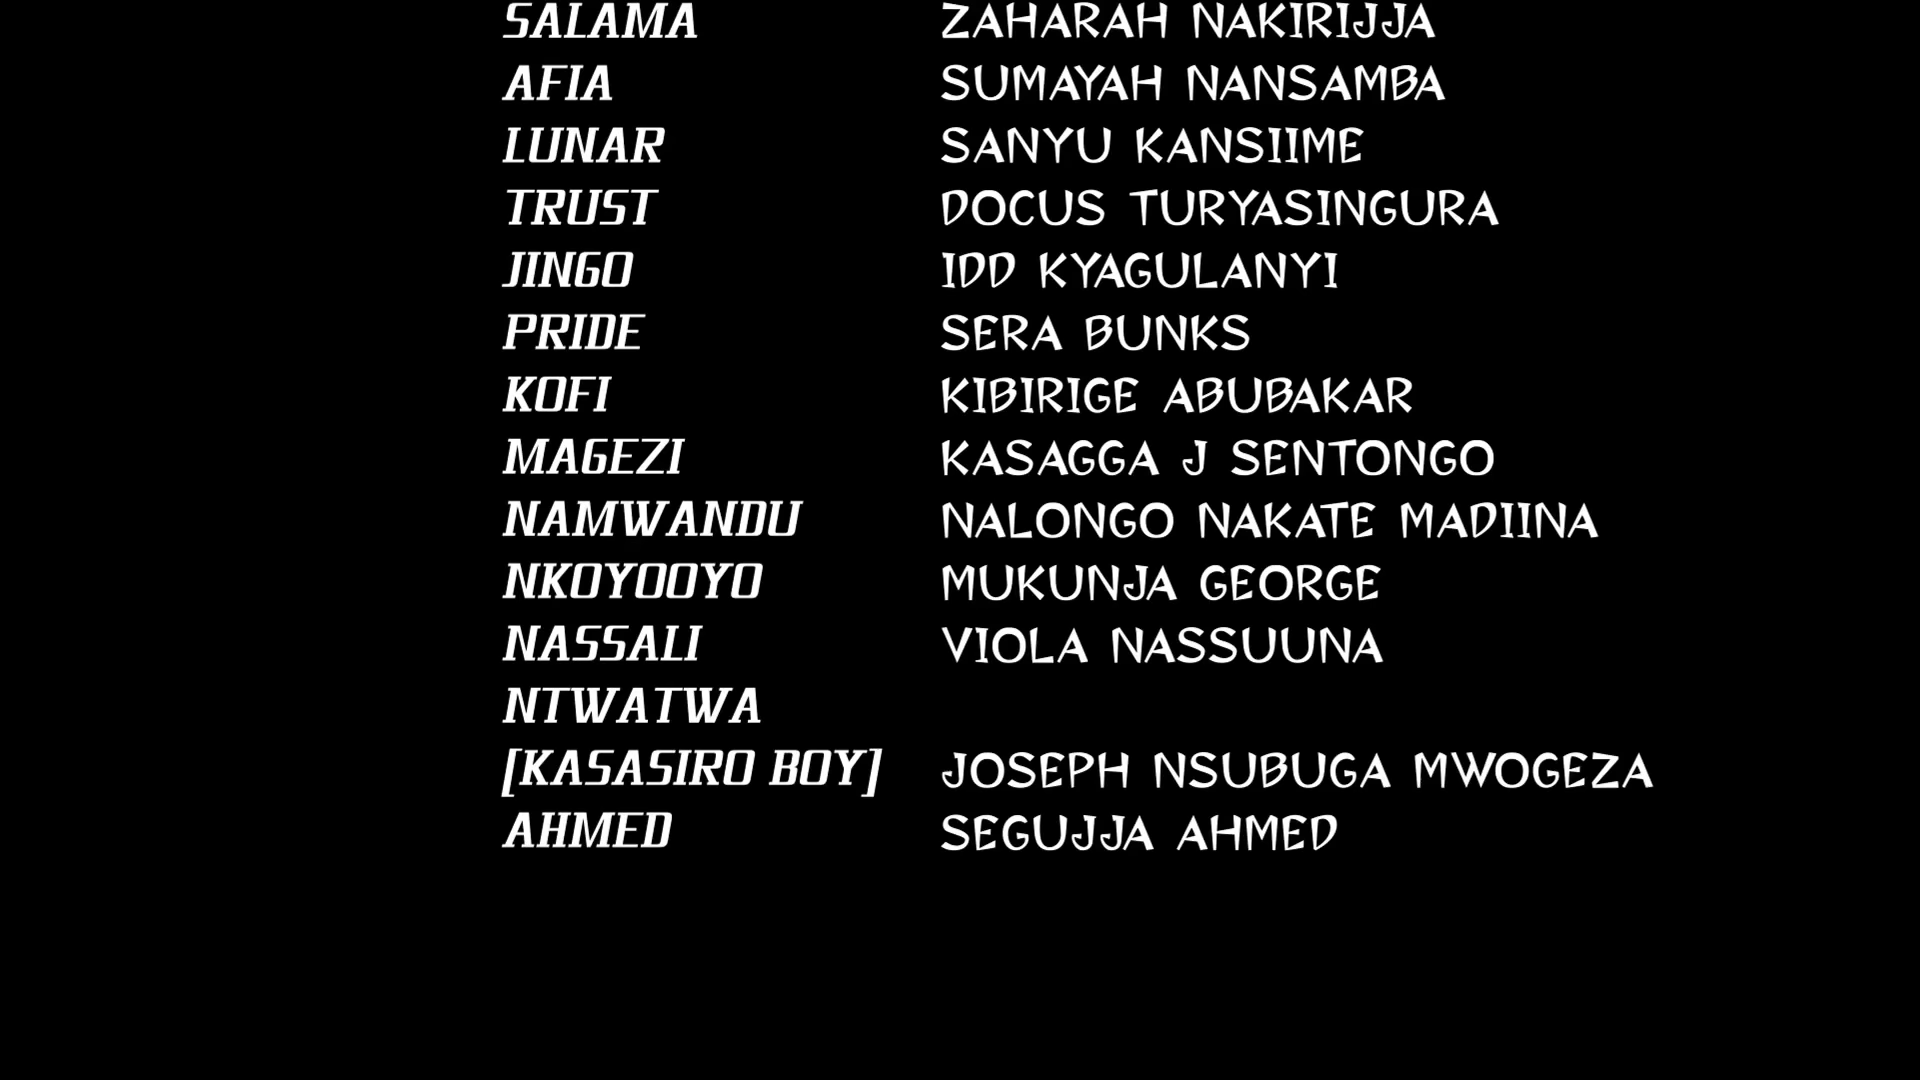 SALAMA ZAHARAH NAKIRIJJA
AFIA SUMAYAH NANSAMBA
LUNAR SANYU KANSIIME
TRUST DOCUS TURYASINGURA
JINGO IDD KYAGULANYI
PRIDE SERA BUNKS
KOFI KIBIRIGE ABUBAKAR
MAGEZI KASAGGA J SENTONGO
NAMWANDU NALONGO NAKATE MADIINA
NKOYOOYO MUKUNJA GEORGE
NASSALI VIOLA NASSUUNA
NTWATWA
[KASASIRO BOY] JOSEPH NSUBUGA MWOGEZA
AHMED SEGUJJA AHMED